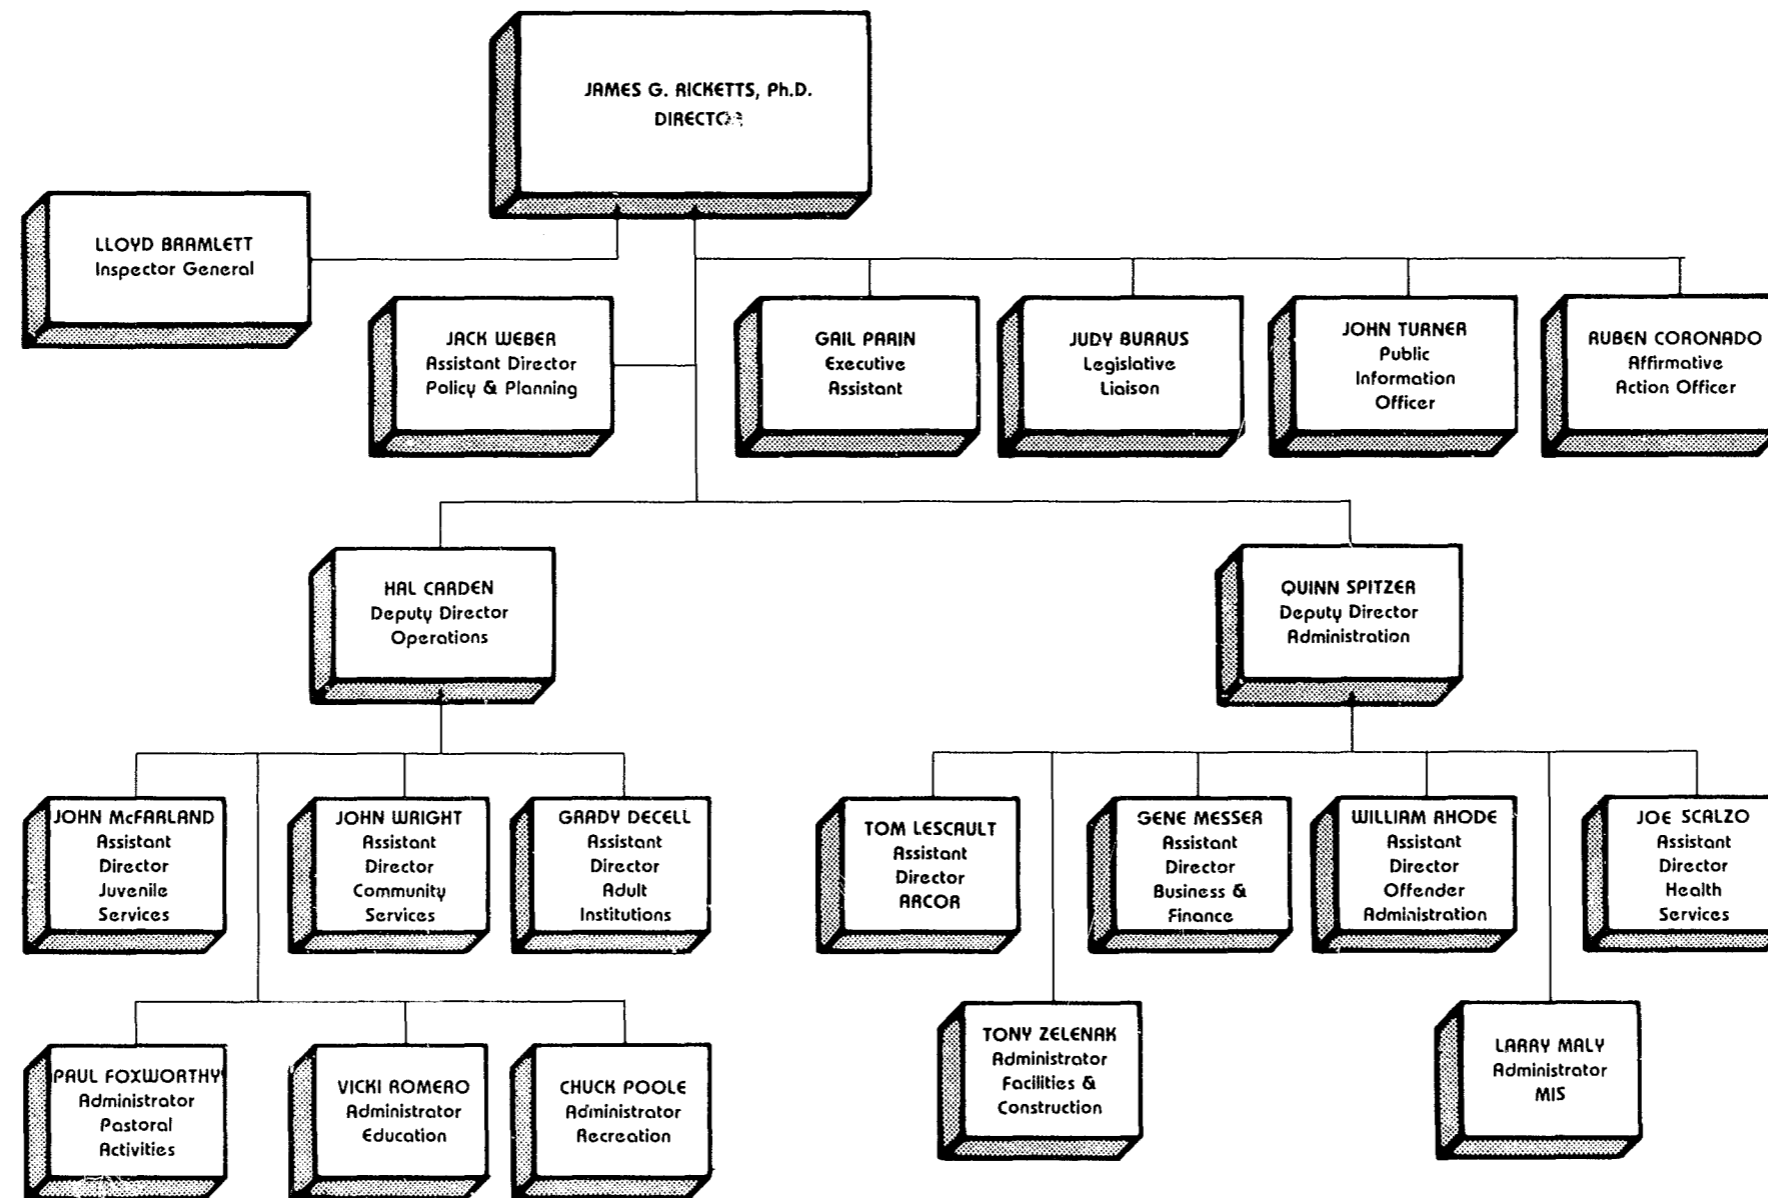 JAMES G. RICKETTS, Ph.D.
DIRECTOR
LLOYD BRAMLETT
Inspector General
JACK WEBER
Assistant Director
Policy & Planning
GAIL PARIN
Executive
Assistant
JUDY BURRUS
Legislative
Liaison
JOHN TURNER
Public
Information
Officer
RUBEN CORONADO
Affirmative
Action Officer
HAL CARDEN
Deputy Director
Operations
QUINN SPITZER
Deputy Director
Administration
JOHN McFARLAND
Assistant
Director
Juvenile
Services
JOHN WRIGHT
Assistant
Director
Community
Services
GRADY DECELL
Assistant
Director
Adult
Institutions
TOM LESCAULT
Assistant
Director
ARCOR
GENE MESSER
Assistant
Director
Business &
Finance
WILLIAM RHODE
Assistant
Director
Offender
Administration
JOE SCALZO
Assistant
Director
Health
Services
PAUL FOXWORTHY
Administrator
Pastoral
Activities
VICKI ROMERO
Administrator
Education
CHUCK POOLE
Administrator
Recreation
TONY ZELENAK
Administrator
Facilities &
Construction
LARRY MALY
Administrator
MIS